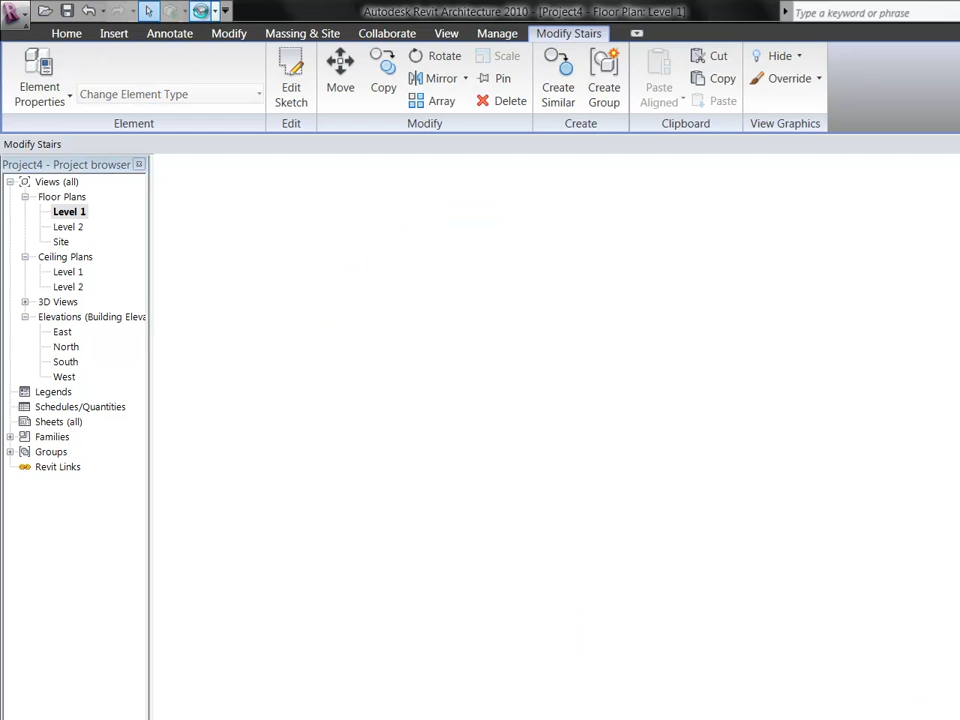 Autodesk Revit Architecture 2010 - [Project4 - Floor Plan: Level 1]
Type a keyword or phrase
Home Insert Annotate Modify Massing & Site Collaborate View Manage Modify Stairs
Element Properties
Change Element Type
Edit Sketch
Move
Copy
Rotate
Scale
Mirror
Pin
Array
Delete
Create Similar
Create Group
Paste Aligned
Cut
Copy
Paste
Hide
Override
Element Edit Modify Create Clipboard View Graphics
Modify Stairs
Project4 - Project browser
Views (all)
Floor Plans
Level 1
Level 2
Site
Ceiling Plans
Level 1
Level 2
3D Views
Elevations (Building Eleva
East
North
South
West
Legends
Schedules/Quantities
Sheets (all)
Families
Groups
Revit Links